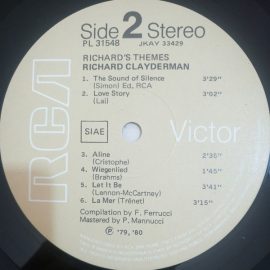 Side 2 Stereo
PL 31548 JKAY 33429
RICHARD'S THEMES
RICHARD CLAYDERMAN
1. The Sound of Silence 3'29"
(Simon) Ed. RCA
2. Love Story 3'02"
(Lai)
RCA
SIAE
Victor
3. Aline 2'35"
(Cristophe)
4. Wiegenlied 1'45"
(Brahms)
5. Let It Be 3'41"
(Lennon-McCartney)
6. La Mer (Trénet) 3'15"
Compilation by F. Ferrucci
Mastered by P. Mannucci
Ⓟ '79, '80